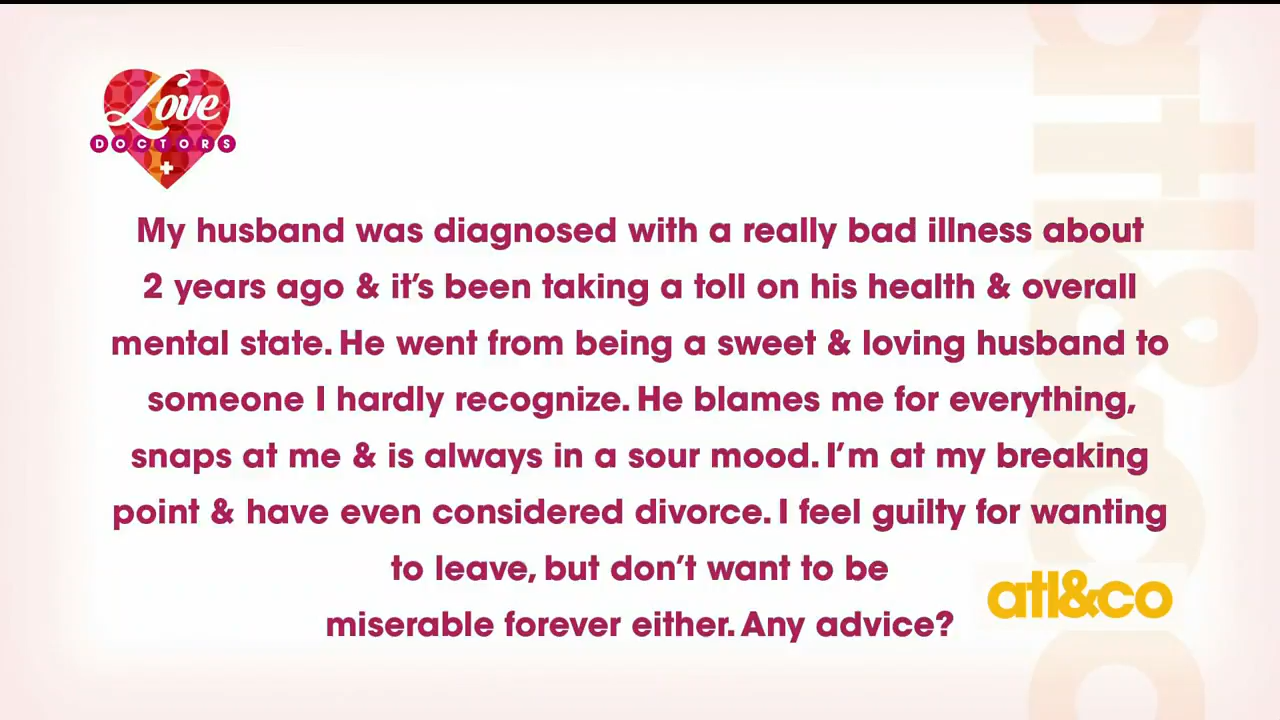 Love
DOCTORS
My husband was diagnosed with a really bad illness about
2 years ago & it's been taking a toll on his health & overall
mental state. He went from being a sweet & loving husband to
someone I hardly recognize. He blames me for everything,
snaps at me & is always in a sour mood. I'm at my breaking
point & have even considered divorce. I feel guilty for wanting
to leave, but don't want to be
miserable forever either. Any advice?
atl&co
atl&co